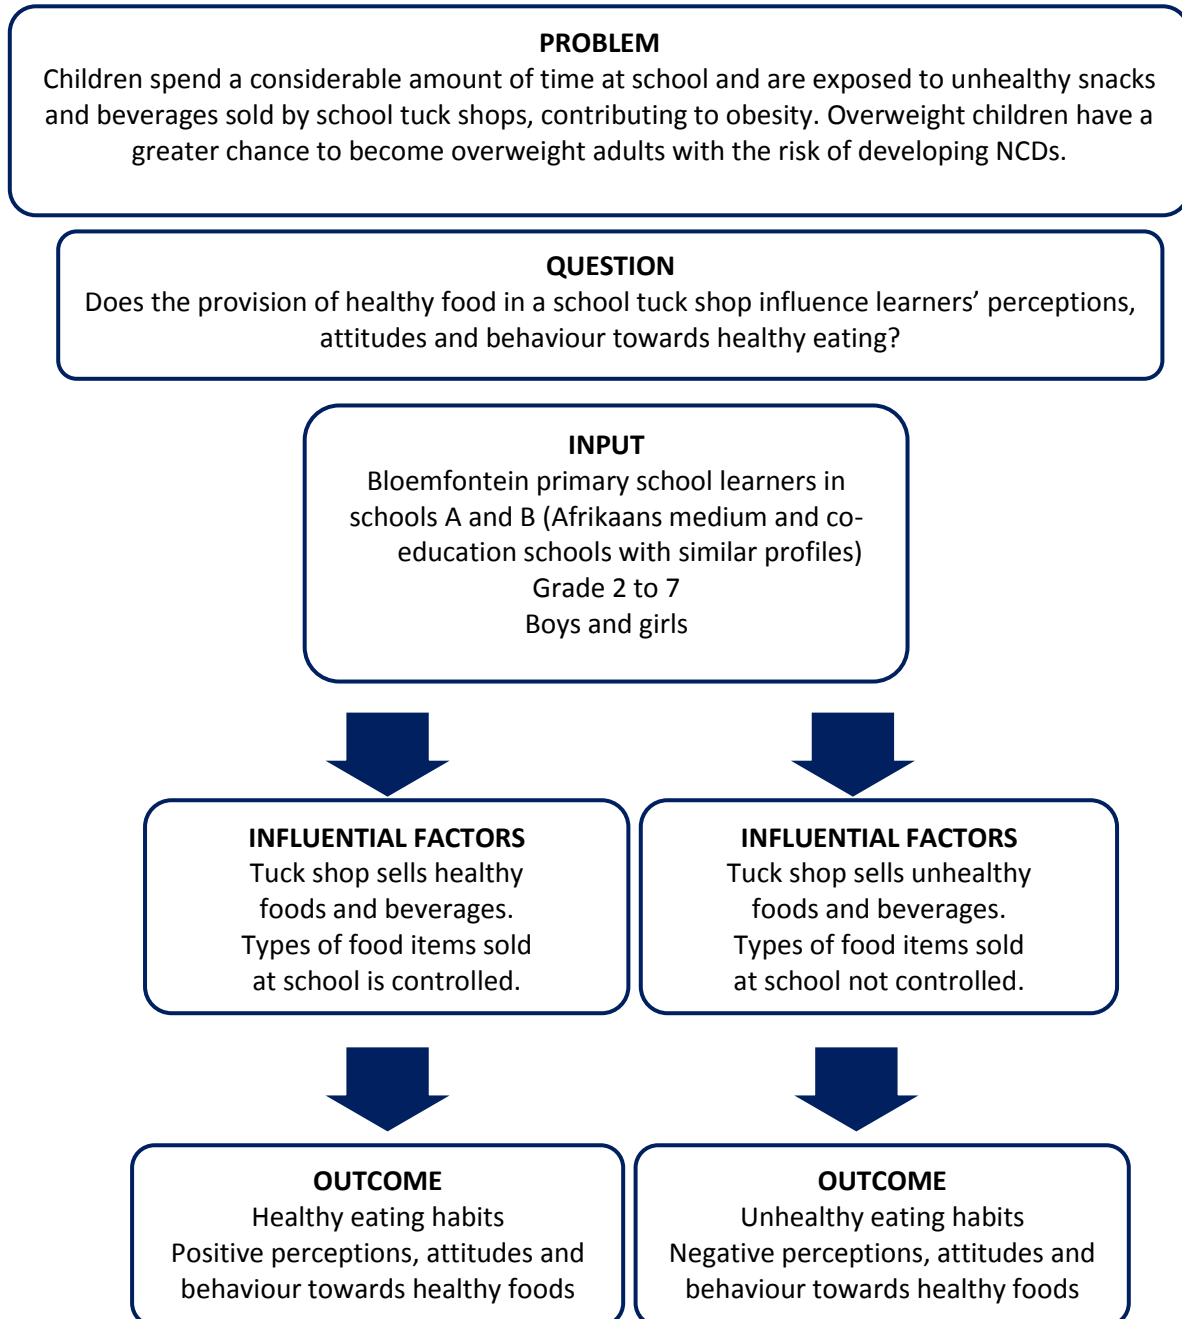 PROBLEM
Children spend a considerable amount of time at school and are exposed to unhealthy snacks
and beverages sold by school tuck shops, contributing to obesity. Overweight children have a
greater chance to become overweight adults with the risk of developing NCDs.
QUESTION
Does the provision of healthy food in a school tuck shop influence learners’ perceptions,
attitudes and behaviour towards healthy eating?
INPUT
Bloemfontein primary school learners in
schools A and B (Afrikaans medium and co-
education schools with similar profiles)
Grade 2 to 7
Boys and girls
INFLUENTIAL FACTORS
Tuck shop sells healthy
foods and beverages.
Types of food items sold
at school is controlled.
INFLUENTIAL FACTORS
Tuck shop sells unhealthy
foods and beverages.
Types of food items sold
at school not controlled.
OUTCOME
Healthy eating habits
Positive perceptions, attitudes and
behaviour towards healthy foods
OUTCOME
Unhealthy eating habits
Negative perceptions, attitudes and
behaviour towards healthy foods